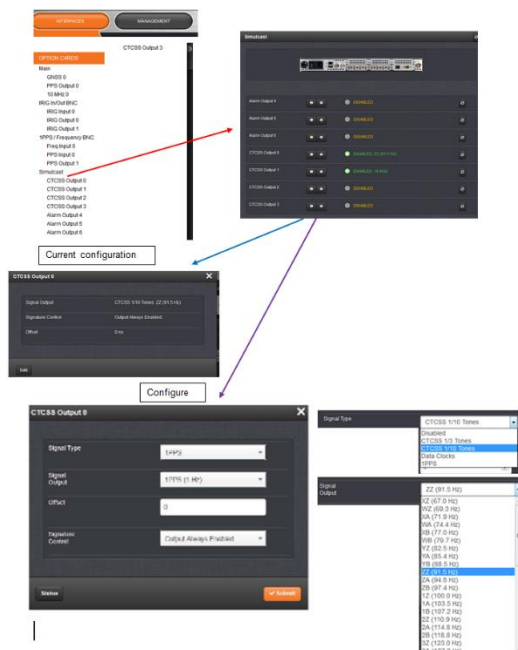 INTERFACES
MANAGEMENT
CTCSS Output 3
OPTION CARDS
Main
GNSS 0
PPS Output 0
10 MHz 0
IRIG In/Out BNC
IRIG Input 0
IRIG Output 0
IRIG Output 1
1PPS / Frequency BNC
Freq Input 0
PPS Input 0
PPS Output 1
Simulcast
CTCSS Output 0
CTCSS Output 1
CTCSS Output 2
CTCSS Output 3
Alarm Output 4
Alarm Output 5
Alarm Output 6
Simulcast
Alarm Output 4
DISABLED
Alarm Output 5
DISABLED
Alarm Output 6
DISABLED
CTCSS Output 0
CTCSS Output 1
CTCSS Output 2
DISABLED
CTCSS Output 3
DISABLED
Current configuration
CTCSS Output 0
Signal Output
CTCSS 1/10 Tones: ZZ (91.5 Hz)
Signature Control
Output Always Enabled
Offset
0 ns
Edit
Configure
CTCSS Output 0
Signal Type
1PPS
Signal Output
1PPS (1 Hz)
Offset
0
Signature Control
Output Always Enabled
Status
Submit
Signal Type
CTCSS 1/10 Tones
Disabled
CTCSS 1/3 Tones
CTCSS 1/10 Tones
Data Clocks
1PPS
Signal Output
ZZ (91.5 Hz)
XZ (67.0 Hz)
WZ (69.3 Hz)
XA (71.9 Hz)
WA (74.4 Hz)
XB (77.0 Hz)
WB (79.7 Hz)
YZ (82.5 Hz)
YA (85.4 Hz)
YB (88.5 Hz)
ZZ (91.5 Hz)
ZA (94.8 Hz)
ZB (97.4 Hz)
1Z (100.0 Hz)
1A (103.5 Hz)
1B (107.2 Hz)
2Z (110.9 Hz)
2A (114.8 Hz)
2B (118.8 Hz)
3Z (123.0 Hz)